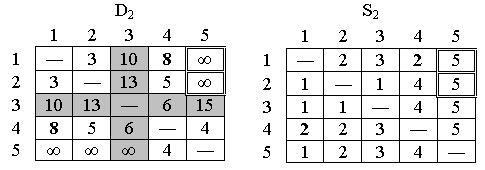 D2 S2
1 2 3 4 5 1 2 3 4 5
1 — 3 10 8 ∞ 1 — 2 3 2 5
2 3 — 13 5 ∞ 2 1 — 1 4 5
3 10 13 — 6 15 3 1 1 — 4 5
4 8 5 6 — 4 4 2 2 3 — 5
5 ∞ ∞ ∞ 4 — 5 1 2 3 4 —